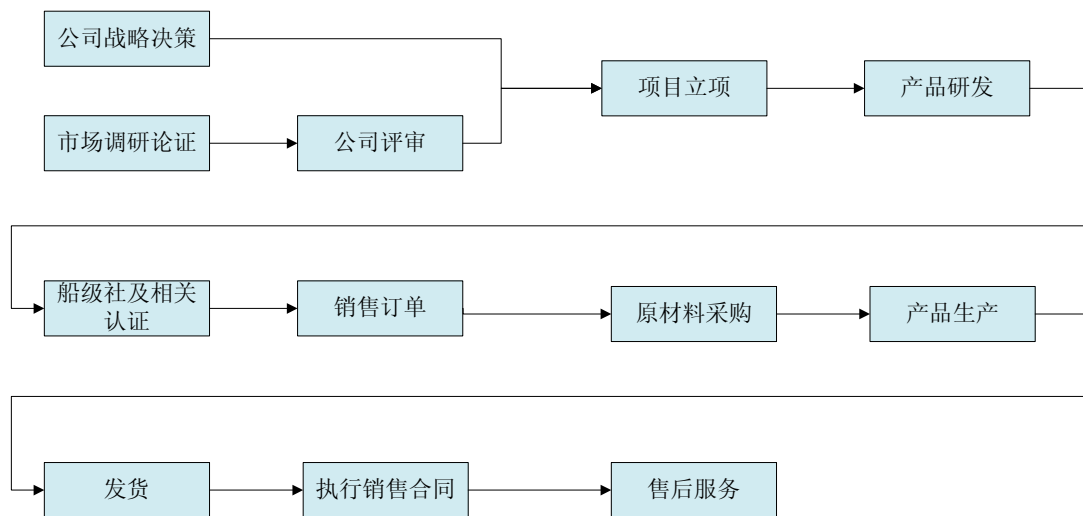 公司战略决策
项目立项
产品研发
市场调研论证
公司评审
船级社及相关
认证
销售订单
原材料采购
产品生产
发货
执行销售合同
售后服务